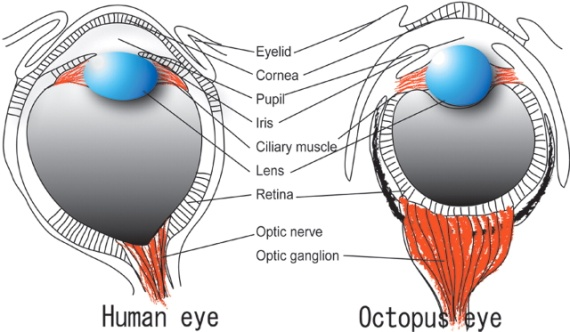 Eyelid
Cornea
Pupil
Iris
Ciliary muscle
Lens
Retina
Optic nerve
Optic ganglion
Human eye
Octopus eye